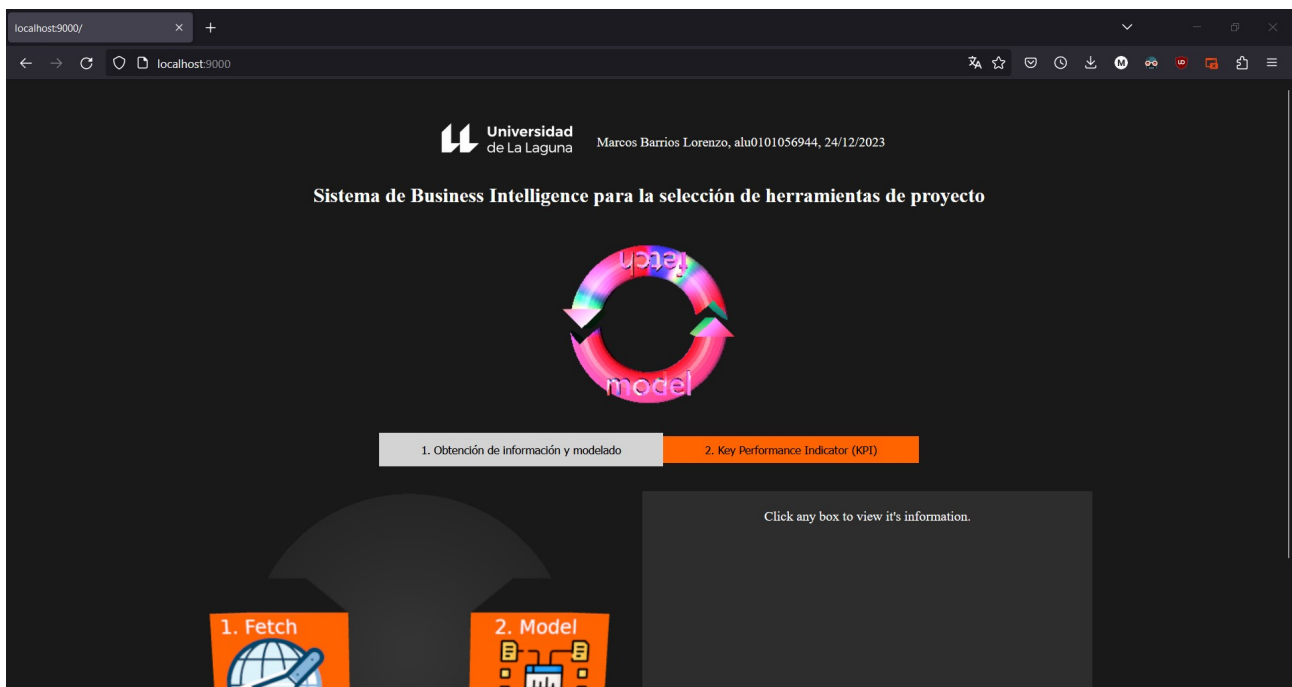 localhost:9000/
localhost:9000
Universidad
de La Laguna
Marcos Barrios Lorenzo, alu0101056944, 24/12/2023
Sistema de Business Intelligence para la selección de herramientas de proyecto
fetch
model
1. Obtención de información y modelado
2. Key Performance Indicator (KPI)
Click any box to view it's information.
1. Fetch
2. Model